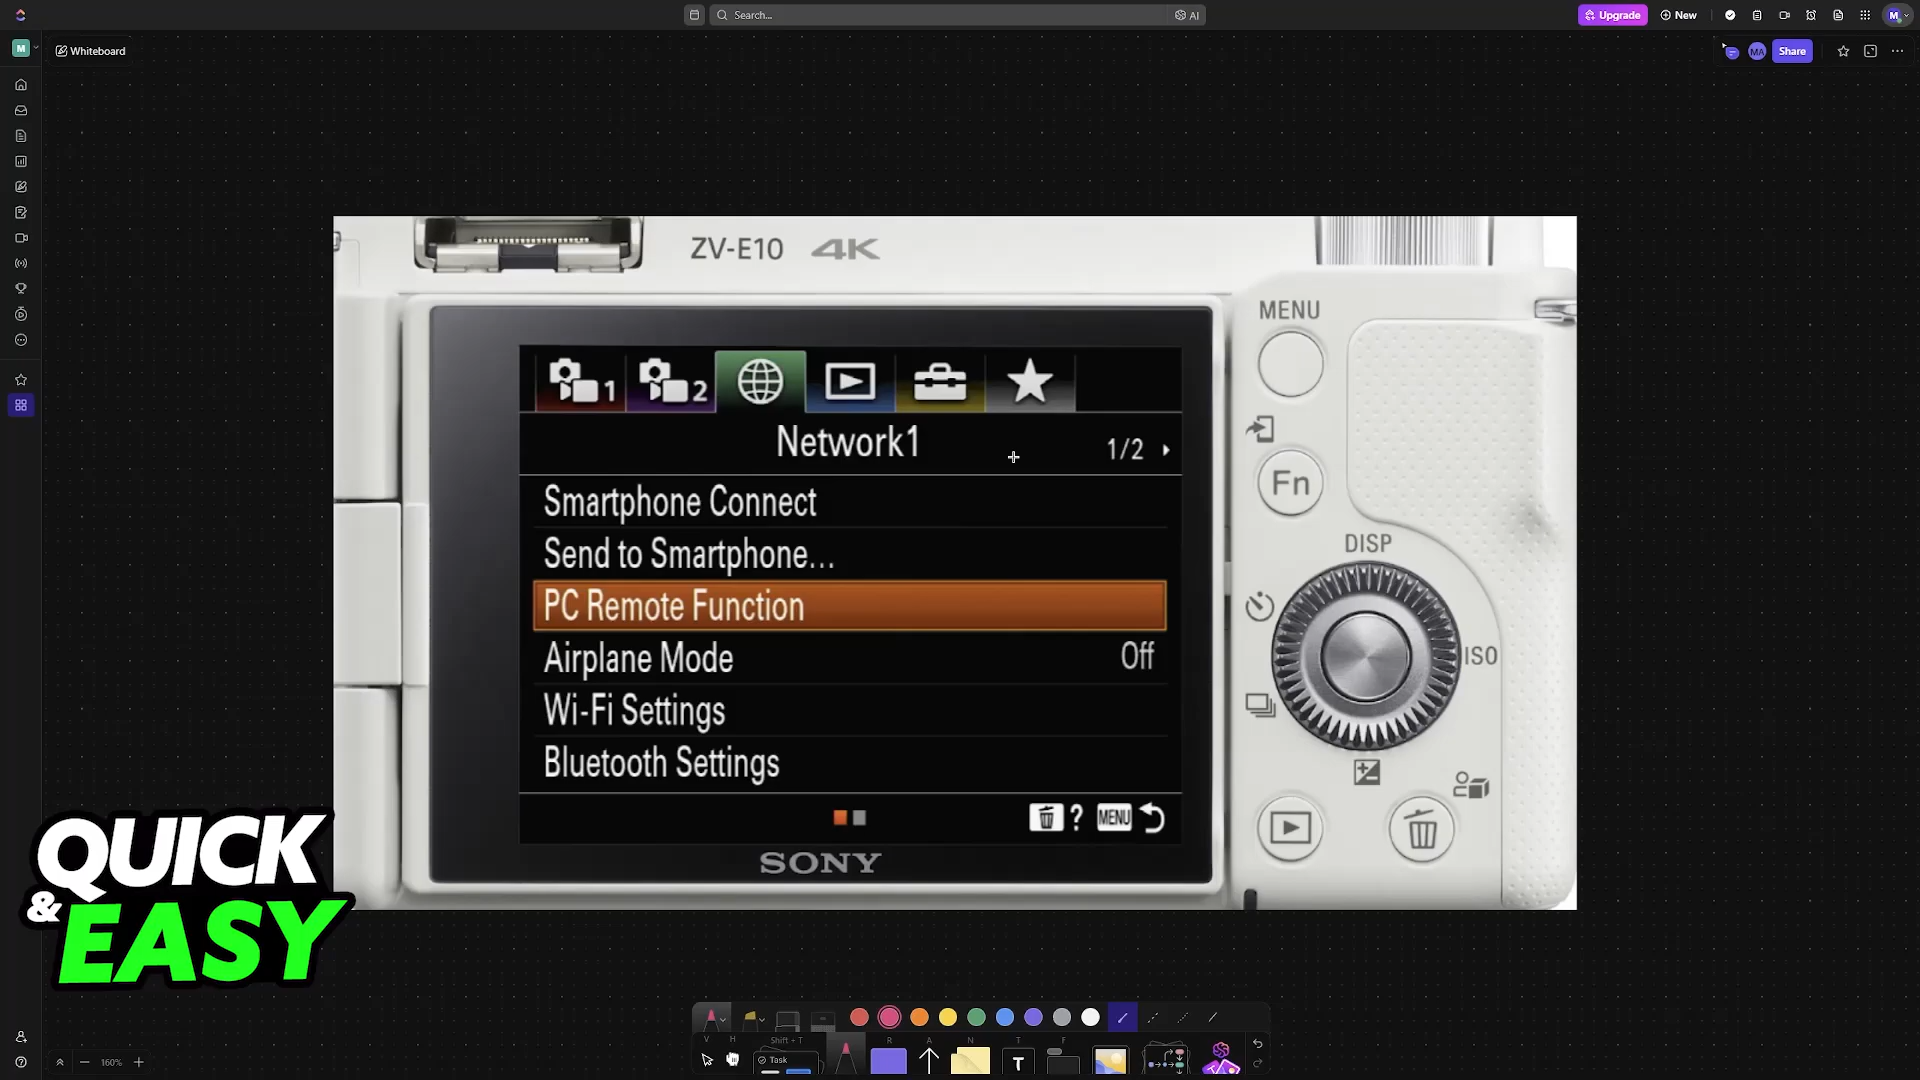 Search...
AI
Upgrade
New
M
M
Whiteboard
MA
Share
ZV-E10 4K
MENU
1
2
Network1
1/2
Fn
Smartphone Connect
Send to Smartphone...
PC Remote Function
Airplane Mode Off
Wi-Fi Settings
Bluetooth Settings
DISP
ISO
? MENU
SONY
QUICK
& EASY
Shift + T
V H R A N T F
Task
T
160%